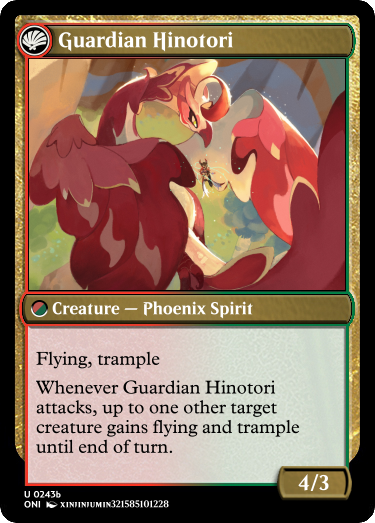 Guardian Hinotori
Creature — Phoenix Spirit
Flying, trample
Whenever Guardian Hinotori
attacks, up to one other target
creature gains flying and trample
until end of turn.
4/3
U 0243b
ONI XINJINJUMIN321585101228